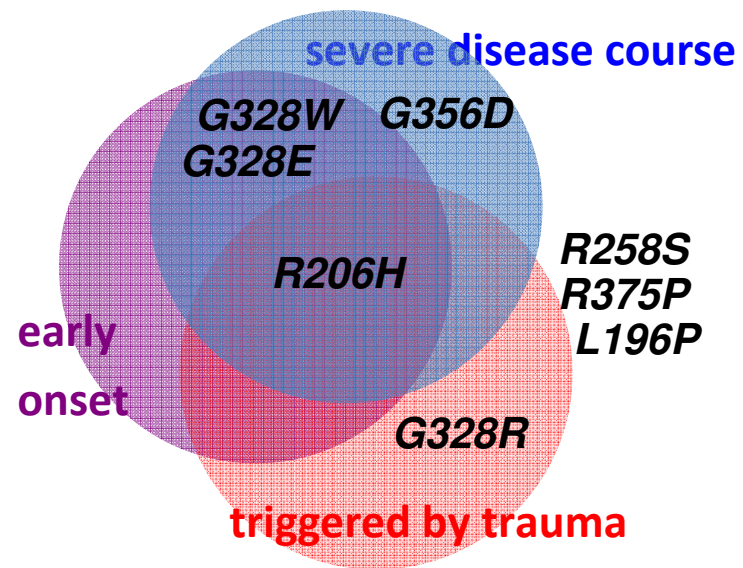 severe disease course
G328W
G356D
G328E
R206H
R258S
R375P
L196P
early
onset
G328R
triggered by trauma